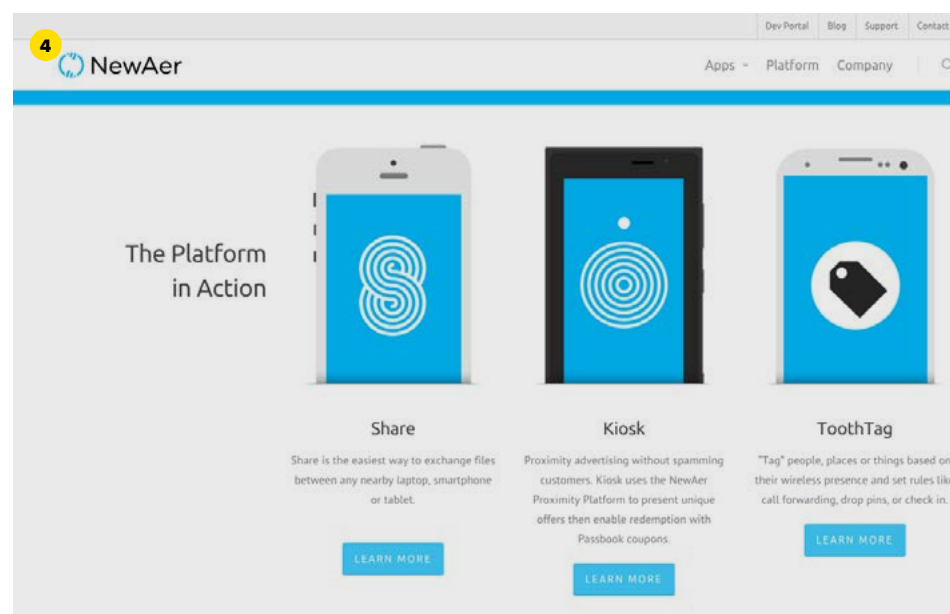 Dev Portal Blog Support Contact
4
NewAer
Apps Platform Company
The Platform
in Action
Share
Share is the easiest way to exchange files
between any nearby laptop, smartphone
or tablet.
LEARN MORE
Kiosk
Proximity advertising without spamming
customers. Kiosk uses the NewAer
Proximity Platform to present unique
offers then enable redemption with
Passbook coupons.
LEARN MORE
ToothTag
"Tag" people, places or things based on
their wireless presence and set rules like
call forwarding, drop pins, or check in.
LEARN MORE